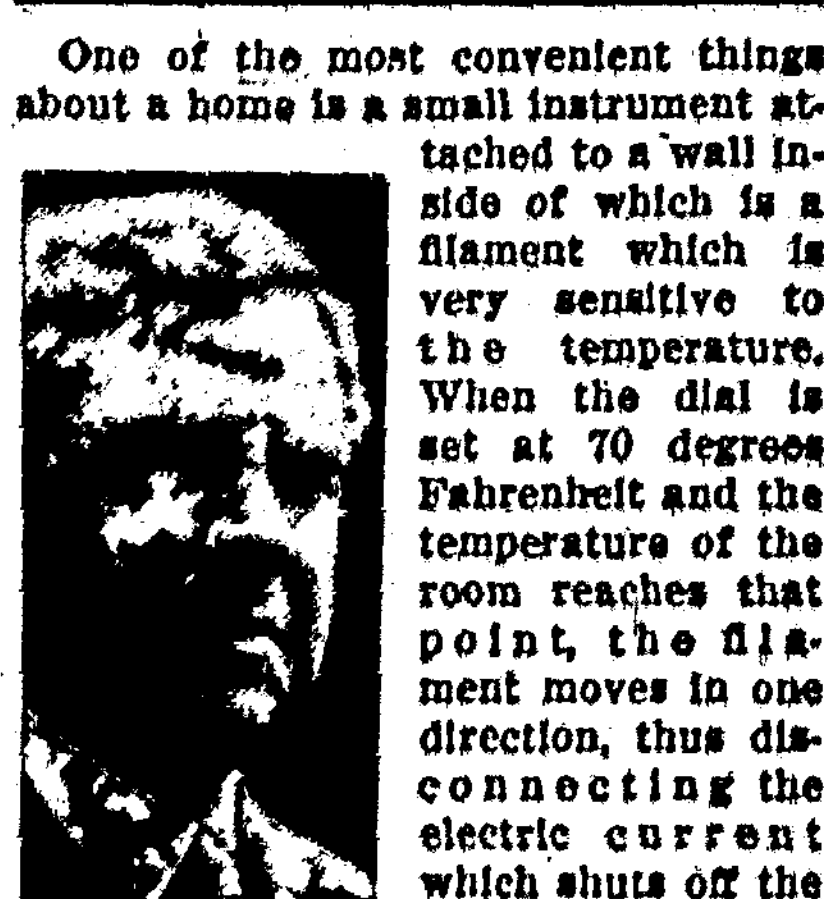 One of the most convenient things
about a home is a small instrument at-
tached to a wall in-
side of which is a
filament which is
very sensitive to
the temperature.
When the dial is
set at 70 degrees
Fahrenheit and the
temperature of the
room reaches that
point, the fila-
ment moves in one
direction, thus dis-
connecting the
electric current
which shuts off the